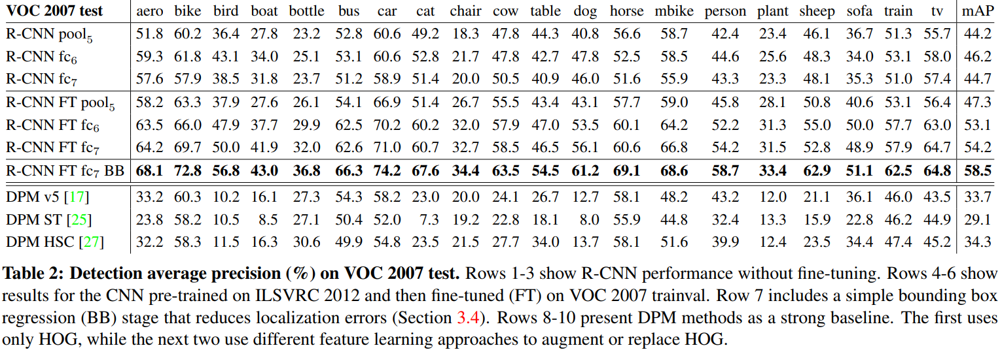 VOC 2007 test aero bike bird boat bottle bus car cat chair cow table dog horse mbike person plant sheep sofa train tv mAP
R-CNN pool5 51.8 60.2 36.4 27.8 23.2 52.8 60.6 49.2 18.3 47.8 44.3 40.8 56.6 58.7 42.4 23.4 46.1 36.7 51.3 55.7 44.2
R-CNN fc6 59.3 61.8 43.1 34.0 25.1 53.1 60.6 52.8 21.7 47.8 42.7 47.8 52.5 58.5 44.6 25.6 48.3 34.0 53.1 58.0 46.2
R-CNN fc7 57.6 57.9 38.5 31.8 23.7 51.2 58.9 51.4 20.0 50.5 40.9 46.0 51.6 55.9 43.3 23.3 48.1 35.3 51.0 57.4 44.7
R-CNN FT pool5 58.2 63.3 37.9 27.6 26.1 54.1 66.9 51.4 26.7 55.5 43.4 43.1 57.7 59.0 45.8 28.1 50.8 40.6 53.1 56.4 47.3
R-CNN FT fc6 63.5 66.0 47.9 37.7 29.9 62.5 70.2 60.2 32.0 57.9 47.0 53.5 60.1 64.2 52.2 31.3 55.0 50.0 57.7 63.0 53.1
R-CNN FT fc7 64.2 69.7 50.0 41.9 32.0 62.6 71.0 60.7 32.7 58.5 46.5 56.1 60.6 66.8 54.2 31.5 52.8 48.9 57.9 64.7 54.2
R-CNN FT fc7 BB 68.1 72.8 56.8 43.0 36.8 66.3 74.2 67.6 34.4 63.5 54.5 61.2 69.1 68.6 58.7 33.4 62.9 51.1 62.5 64.8 58.5
DPM v5 [17] 33.2 60.3 10.2 16.1 27.3 54.3 58.2 23.0 20.0 24.1 26.7 12.7 58.1 48.2 43.2 12.0 21.1 36.1 46.0 43.5 33.7
DPM ST [25] 23.8 58.2 10.5 8.5 27.1 50.4 52.0 7.3 19.2 22.8 18.1 8.0 55.9 44.8 32.4 13.3 15.9 22.8 46.2 44.9 29.1
DPM HSC [27] 32.2 58.3 11.5 16.3 30.6 49.9 54.8 23.5 21.5 27.7 34.0 13.7 58.1 51.6 39.9 12.4 23.5 34.4 47.4 45.2 34.3
Table 2: Detection average precision (%) on VOC 2007 test. Rows 1-3 show R-CNN performance without fine-tuning. Rows 4-6 show
results for the CNN pre-trained on ILSVRC 2012 and then fine-tuned (FT) on VOC 2007 trainval. Row 7 includes a simple bounding box
regression (BB) stage that reduces localization errors (Section 3.4). Rows 8-10 present DPM methods as a strong baseline. The first uses
only HOG, while the next two use different feature learning approaches to augment or replace HOG.